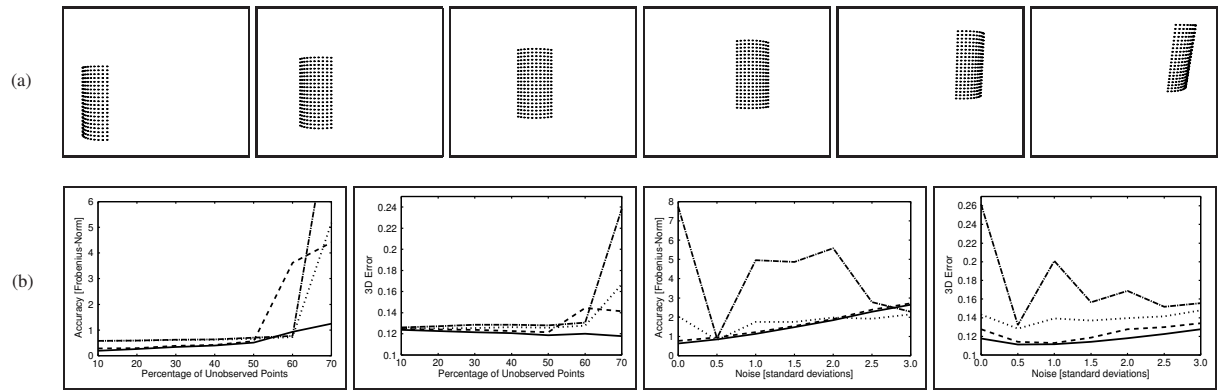 (a)
(b)
Accuracy [Frobenius-Norm]
6
5
4
3
2
1
0
10 20 30 40 50 60 70
Percentage of Unobserved Points
3D Error
0.24
0.22
0.2
0.18
0.16
0.14
0.12
0.1
10 20 30 40 50 60 70
Percentage of Unobserved Points
Accuracy [Frobenius-Norm]
8
7
6
5
4
3
2
1
0
0.0 0.5 1.0 1.5 2.0 2.5 3.0
Noise [standard deviations]
3D Error
0.26
0.24
0.22
0.2
0.18
0.16
0.14
0.12
0.1
0.0 0.5 1.0 1.5 2.0 2.5 3.0
Noise [standard deviations]